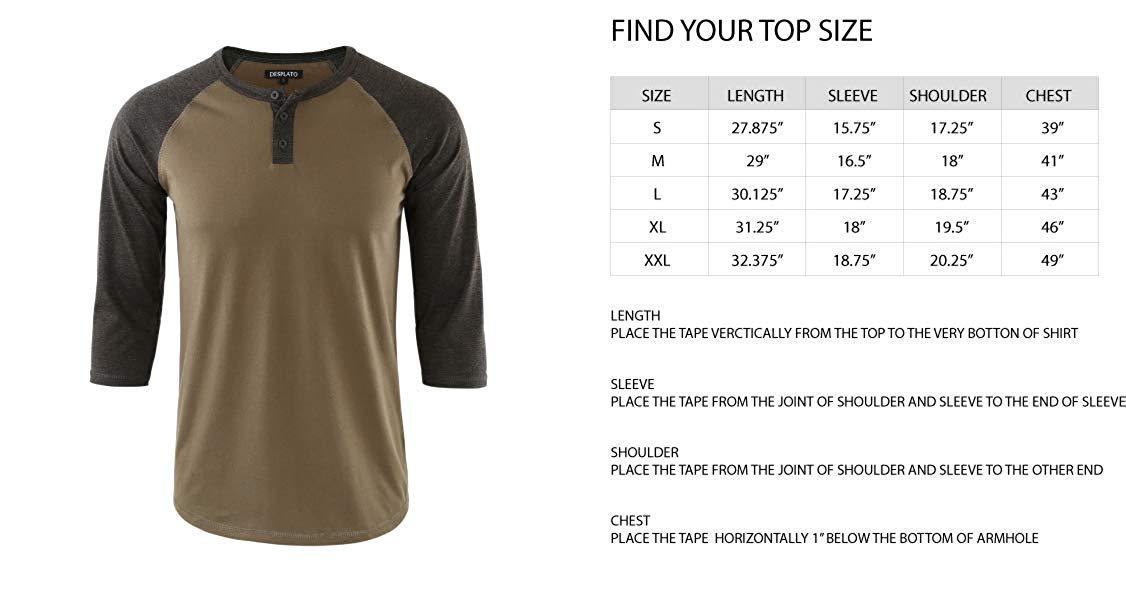 DESPLATO
FIND YOUR TOP SIZE
SIZE LENGTH SLEEVE SHOULDER CHEST
S 27.875” 15.75” 17.25” 39”
M 29” 16.5” 18” 41”
L 30.125” 17.25” 18.75” 43”
XL 31.25” 18” 19.5” 46”
XXL 32.375” 18.75” 20.25” 49”
LENGTH
PLACE THE TAPE VERCTICALLY FROM THE TOP TO THE VERY BOTTON OF SHIRT
SLEEVE
PLACE THE TAPE FROM THE JOINT OF SHOULDER AND SLEEVE TO THE END OF SLEEVE
SHOULDER
PLACE THE TAPE FROM THE JOINT OF SHOULDER AND SLEEVE TO THE OTHER END
CHEST
PLACE THE TAPE HORIZONTALLY 1” BELOW THE BOTTOM OF ARMHOLE